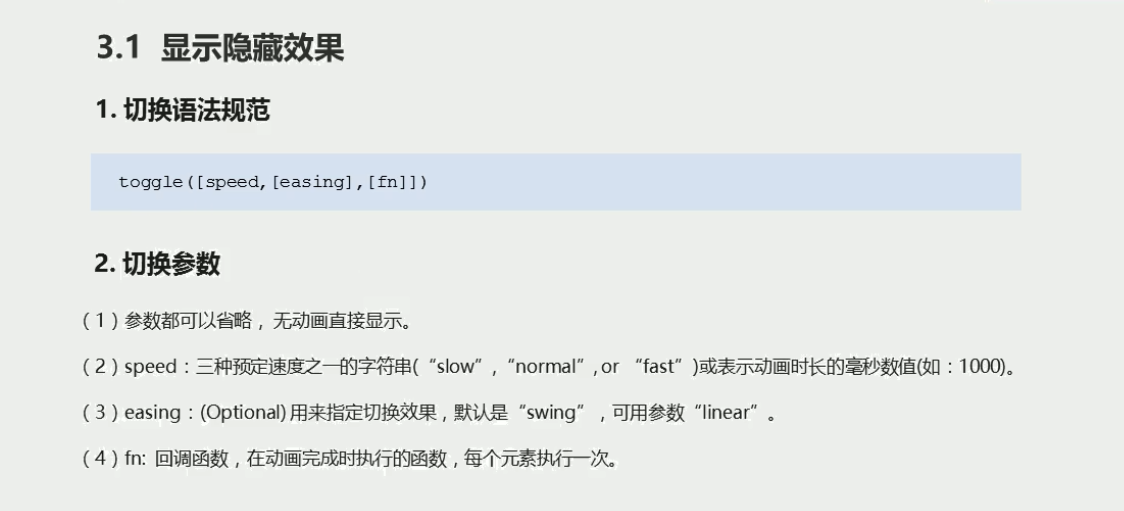 3.1 显示隐藏效果
1. 切换语法规范
toggle([speed,[easing],[fn]])
2. 切换参数
（1）参数都可以省略， 无动画直接显示。
（2）speed：三种预定速度之一的字符串(“slow”,“normal”, or “fast”)或表示动画时长的毫秒数值(如：1000)。
（3）easing：(Optional) 用来指定切换效果，默认是“swing”，可用参数“linear”。
（4）fn: 回调函数，在动画完成时执行的函数，每个元素执行一次。